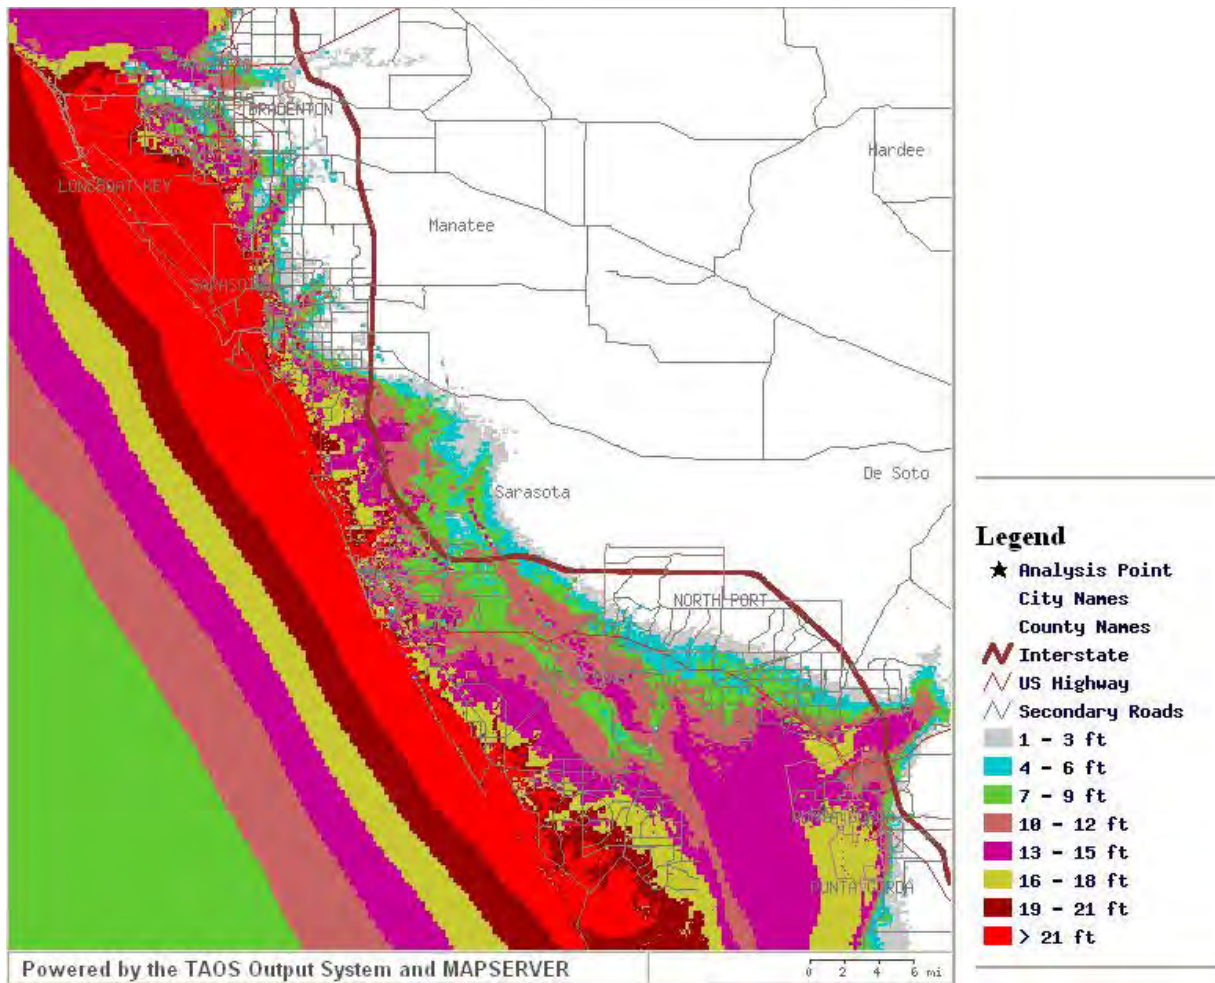 BRADENTON
Hardee
LONGBOAT KEY
Manatee
SARASOTA
De Soto
Sarasota
NORTH PORT
PUNTA GORDA
Legend
Analysis Point
City Names
County Names
Interstate
US Highway
Secondary Roads
1 - 3 ft
4 - 6 ft
7 - 9 ft
10 - 12 ft
13 - 15 ft
16 - 18 ft
19 - 21 ft
> 21 ft
Powered by the TAOS Output System and MAPSERVER
0 2 4 6 mi